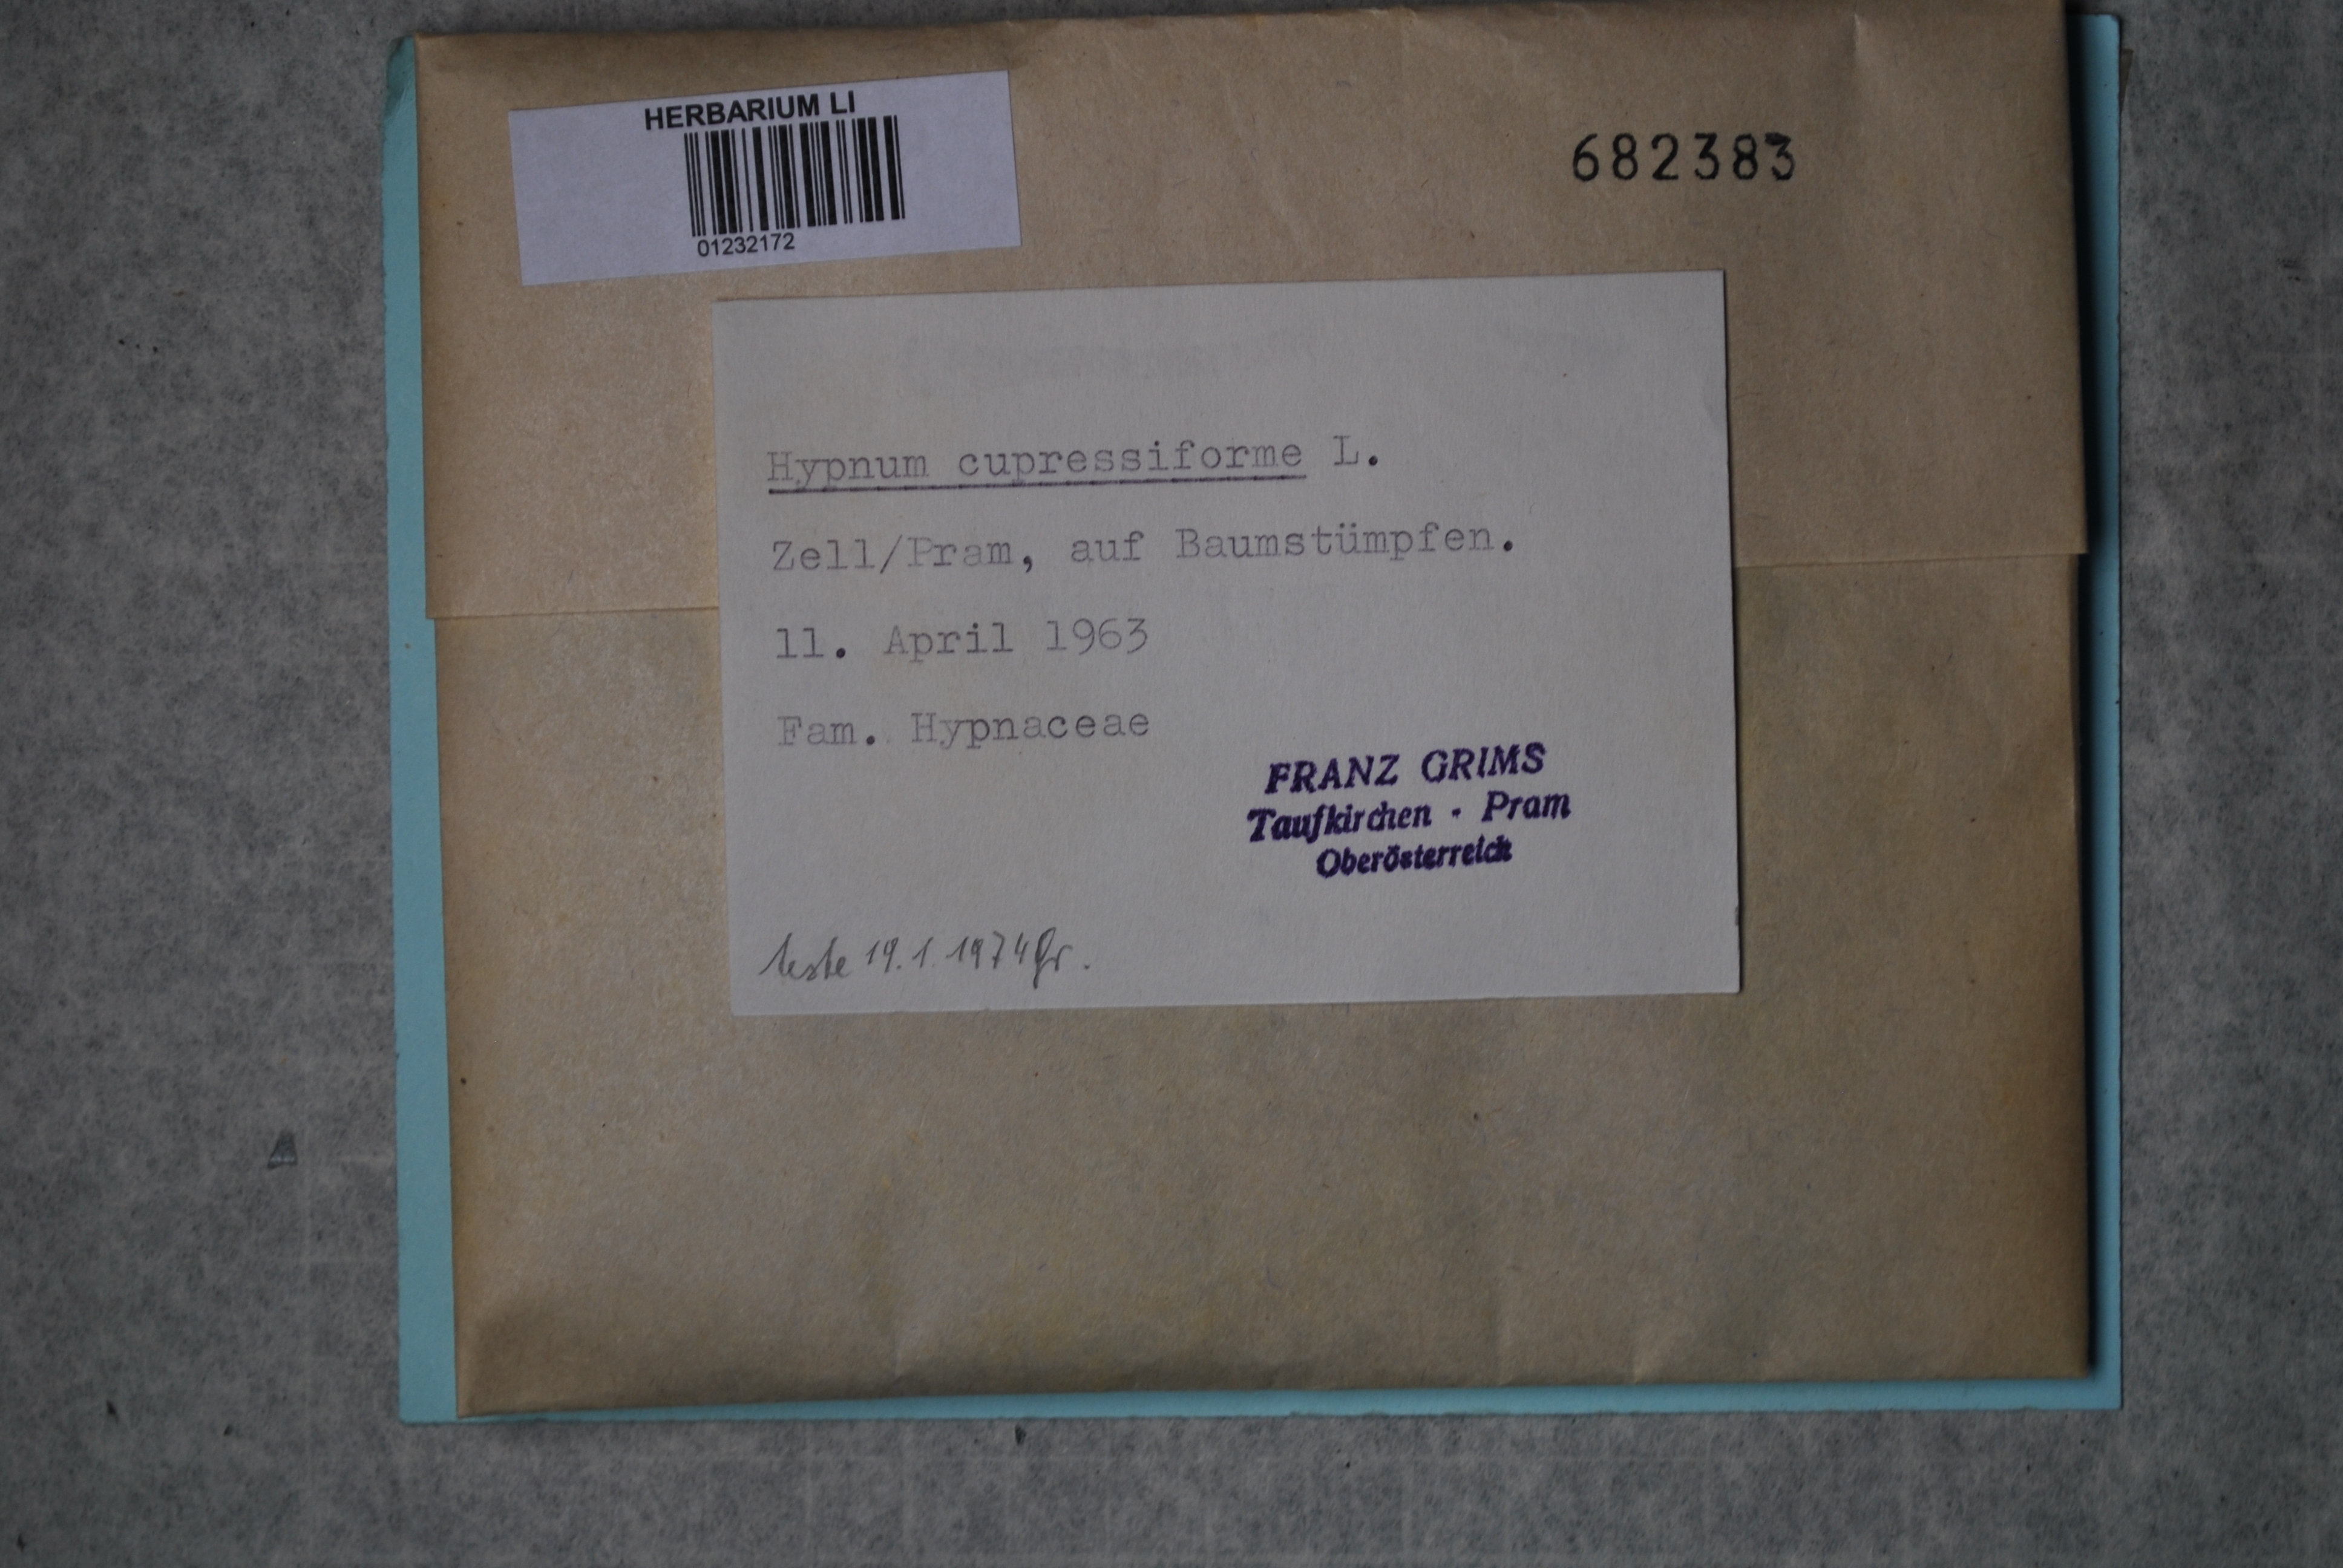 HERBARIUM LI
01232172
682383
Hypnum cupressiforme L.
Zell/Pram, auf Baumstümpfen.
11. April 1963
Fam. Hypnaceae
FRANZ GRIMS
Taufkirchen · Pram
Oberösterreich
teste 19.1.1974 Gr.